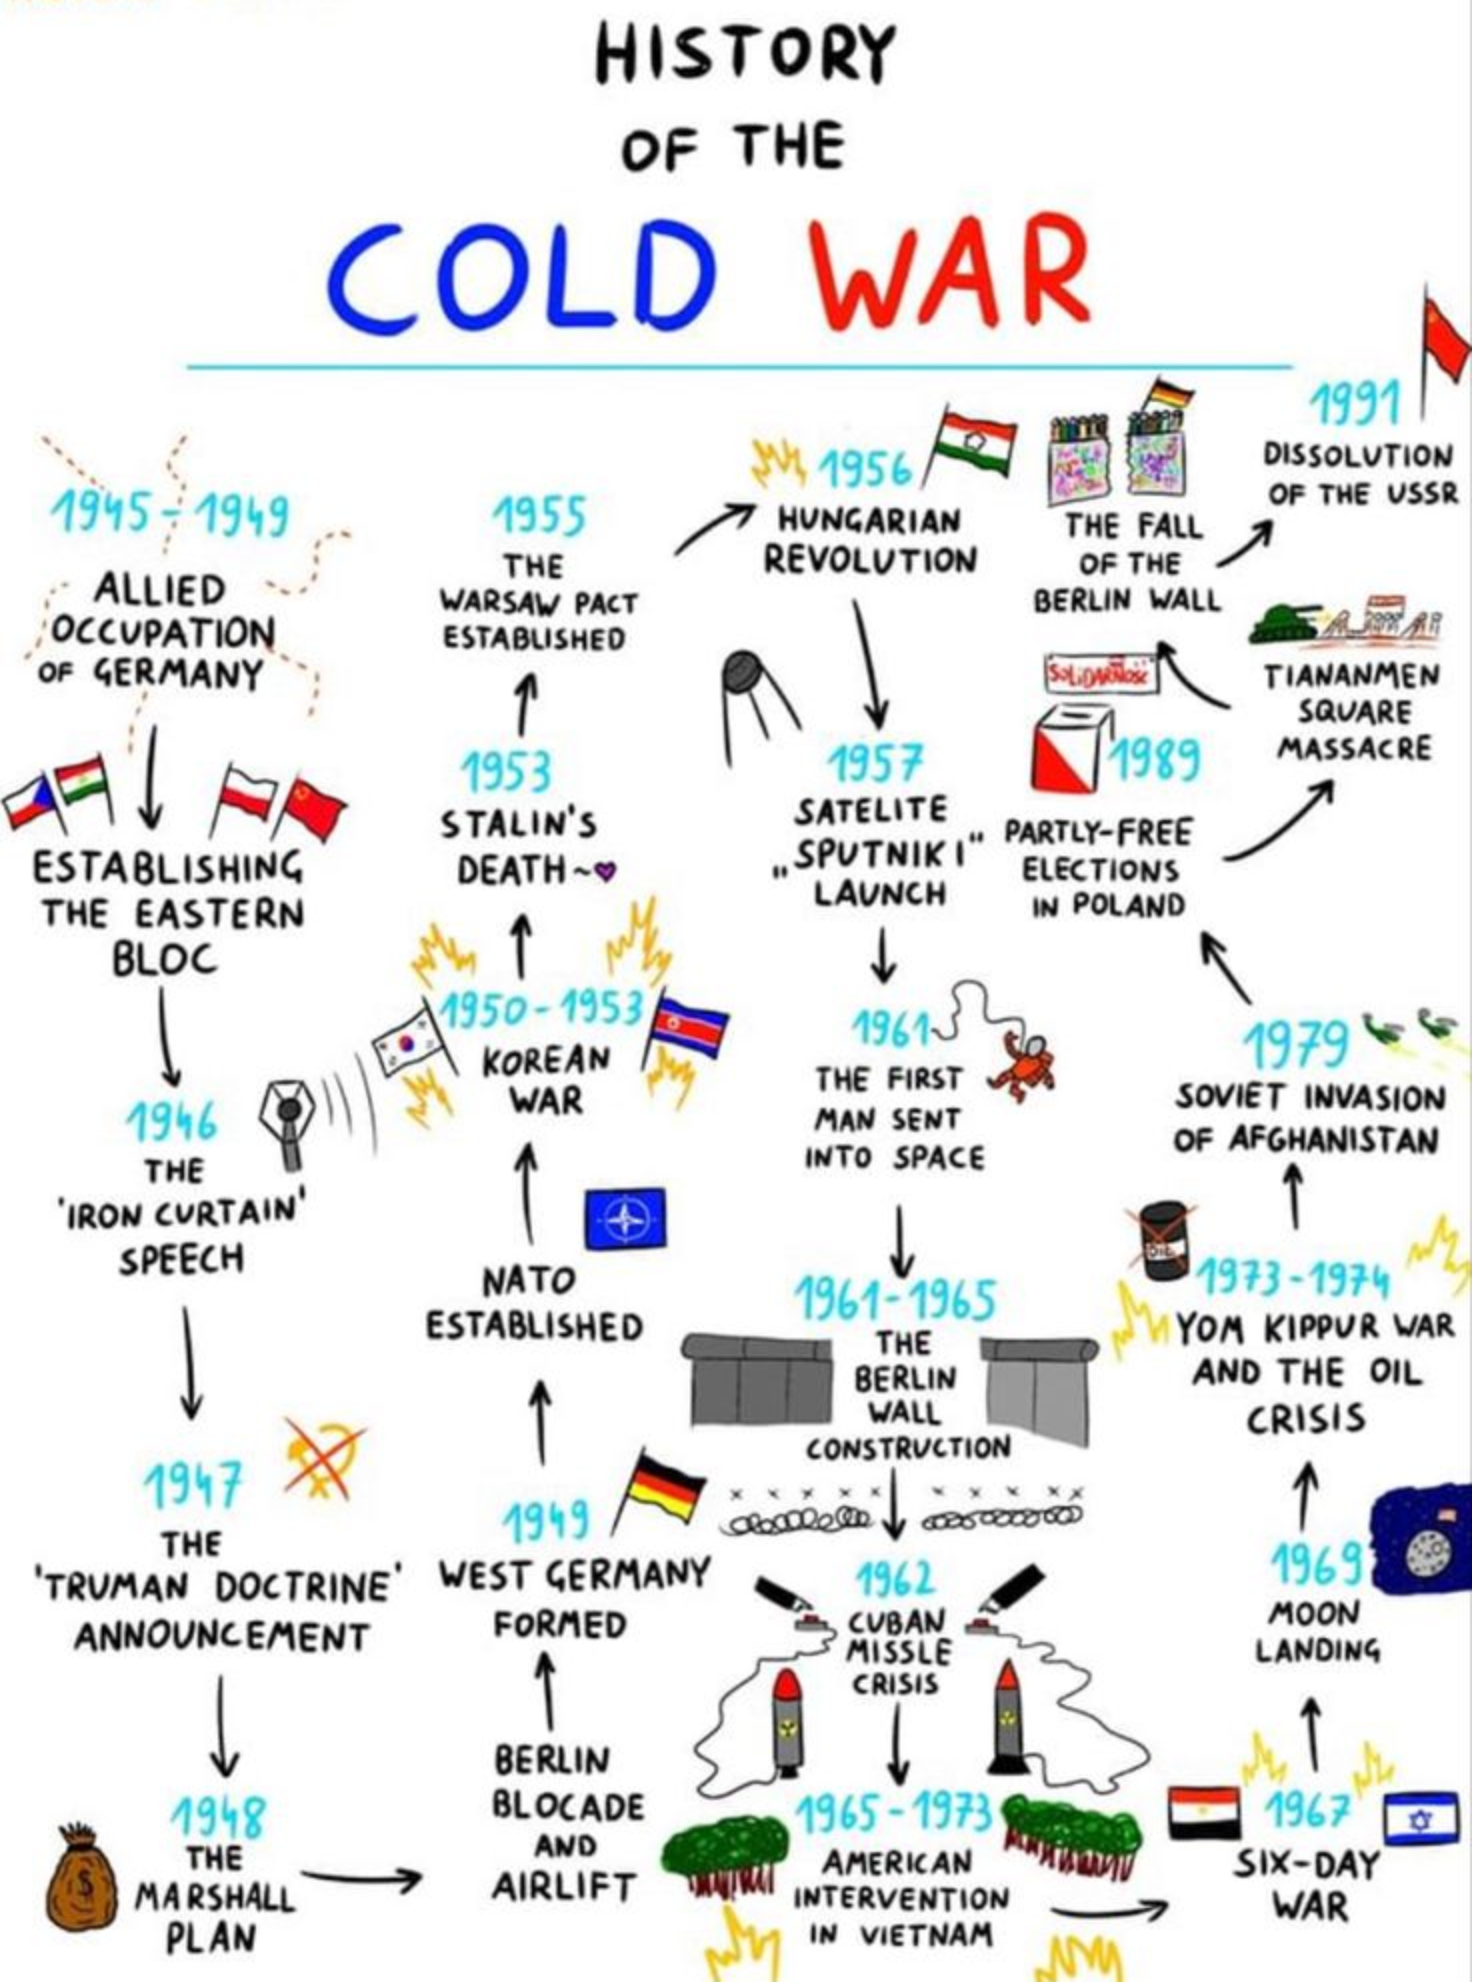 HISTORY
OF THE
COLD WAR
1945 - 1949
ALLIED
OCCUPATION
OF GERMANY
ESTABLISHING
THE EASTERN
BLOC
1946
THE
'IRON CURTAIN'
SPEECH
1947
THE
'TRUMAN DOCTRINE'
ANNOUNCEMENT
1948
THE
MARSHALL
PLAN
$
BERLIN
BLOCADE
AND
AIRLIFT
1949
WEST GERMANY
FORMED
NATO
ESTABLISHED
1950 - 1953
KOREAN
WAR
1953
STALIN'S
DEATH ~
1955
THE
WARSAW PACT
ESTABLISHED
1956
HUNGARIAN
REVOLUTION
1957
SATELITE
„SPUTNIK I"
LAUNCH
1961
THE FIRST
MAN SENT
INTO SPACE
1961-1965
THE
BERLIN
WALL
CONSTRUCTION
1962
CUBAN
MISSLE
CRISIS
1965 - 1973
AMERICAN
INTERVENTION
IN VIETNAM
1967
SIX-DAY
WAR
1969
MOON
LANDING
OIL
1973 - 1974
YOM KIPPUR WAR
AND THE OIL
CRISIS
1979
SOVIET INVASION
OF AFGHANISTAN
SOLIDARNOŚĆ
1989
PARTLY-FREE
ELECTIONS
IN POLAND
TIANANMEN
SQUARE
MASSACRE
THE FALL
OF THE
BERLIN WALL
1991
DISSOLUTION
OF THE USSR